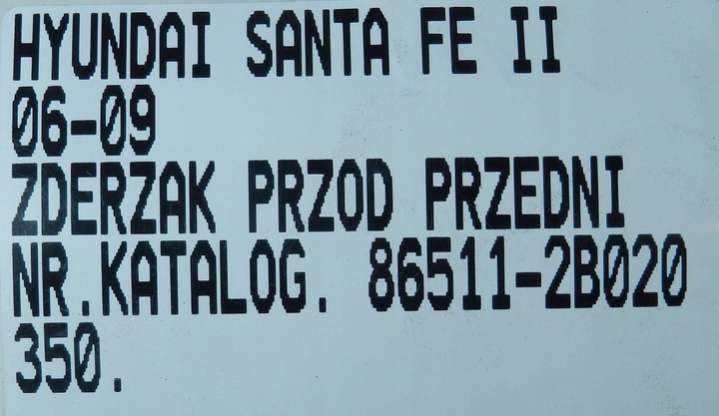 HYUNDAI SANTA FE II
06-09
ZDERZAK PRZOD PRZEDNI
NR.KATALOG. 86511-2B020
350.